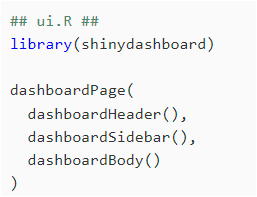 ## ui.R ##
library(shinydashboard)

dashboardPage(
  dashboardHeader(),
  dashboardSidebar(),
  dashboardBody()
)